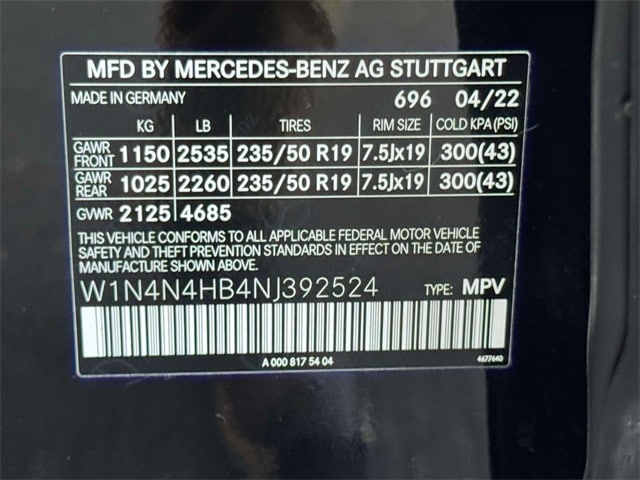 MFD BY MERCEDES-BENZ AG STUTTGART
MADE IN GERMANY 696 04/22
KG LB TIRES RIM SIZE COLD KPA(PSI)
GAWR FRONT 1150 2535 235/50 R19 7.5Jx19 300(43)
GAWR REAR 1025 2260 235/50 R19 7.5Jx19 300(43)
GVWR 2125 4685
THIS VEHICLE CONFORMS TO ALL APPLICABLE FEDERAL MOTOR VEHICLE
SAFETY AND THEFT PREVENTION STANDARDS IN EFFECT ON THE DATE
OF MANUFACTURE SHOWN ABOVE.
W1N4N4HB4NJ392524 TYPE: MPV
A 000 817 54 04 4677640